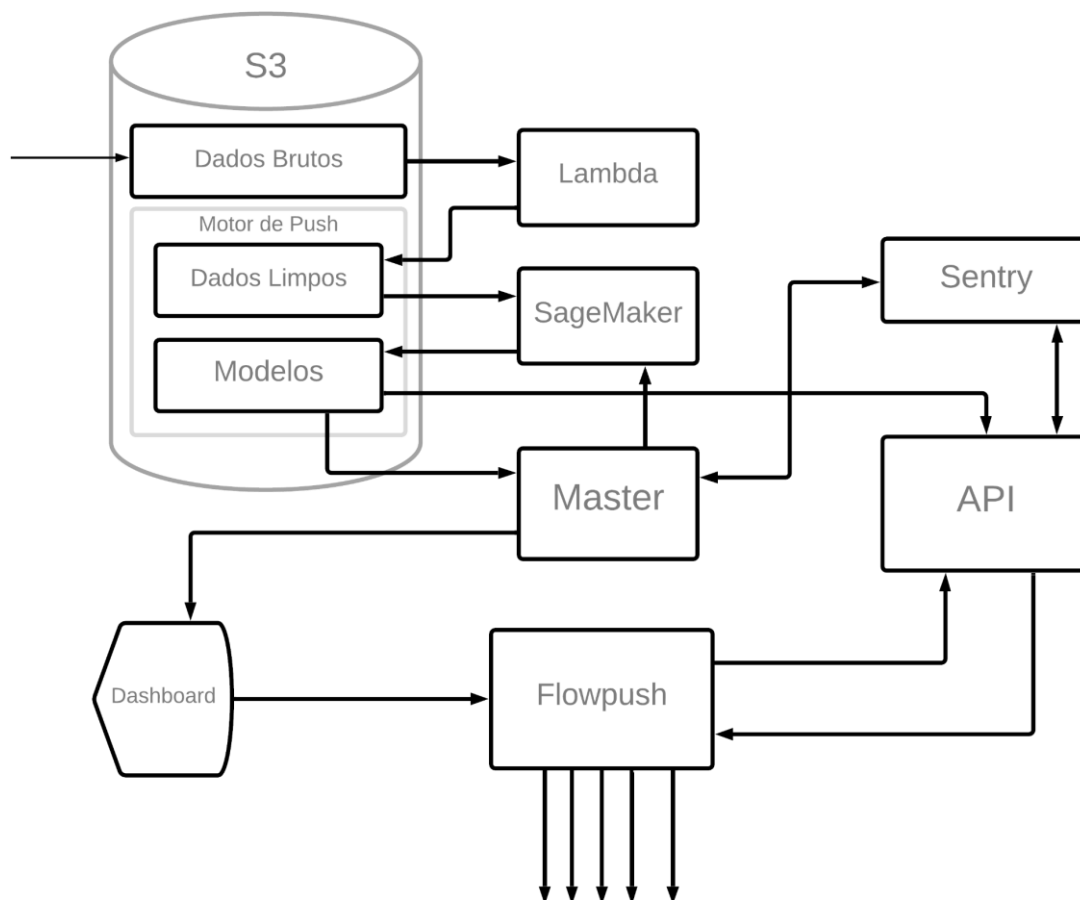 S3
Dados Brutos
Lambda
Motor de Push
Dados Limpos
SageMaker
Sentry
Modelos
Master
API
Dashboard
Flowpush